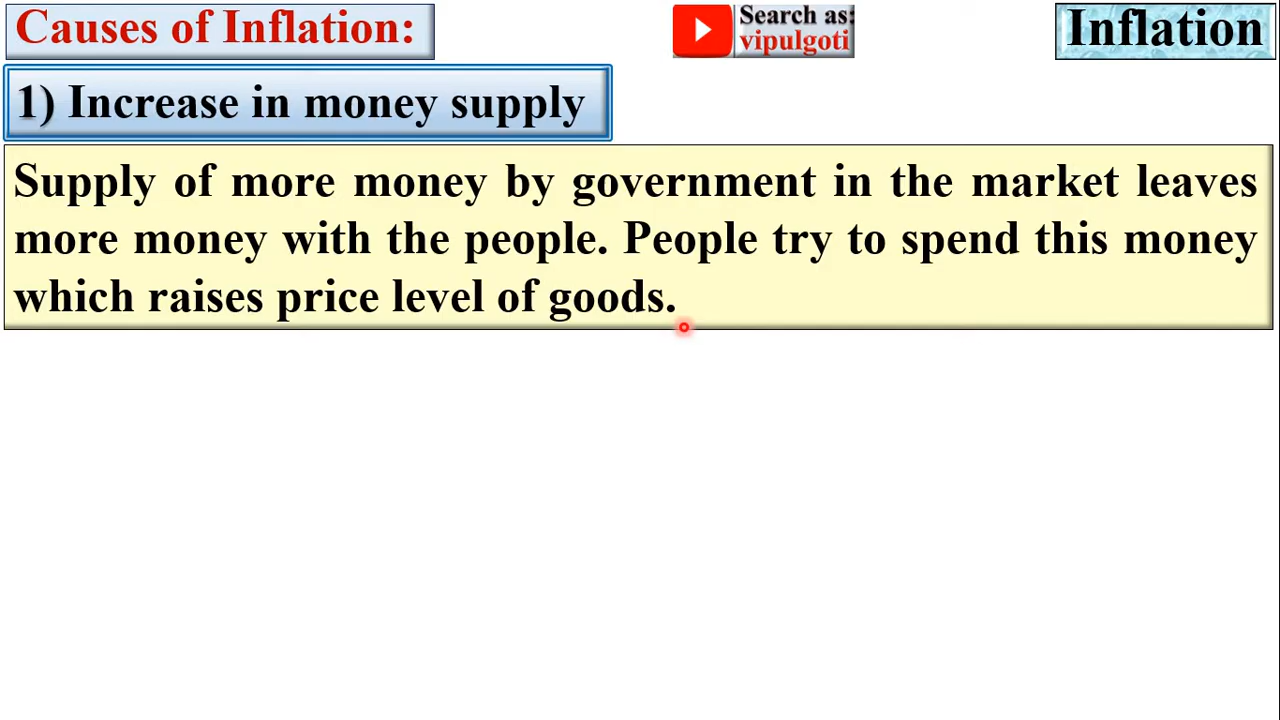 Causes of Inflation:
Search as:
vipulgoti
Inflation
1) Increase in money supply
Supply of more money by government in the market leaves
more money with the people. People try to spend this money
which raises price level of goods.